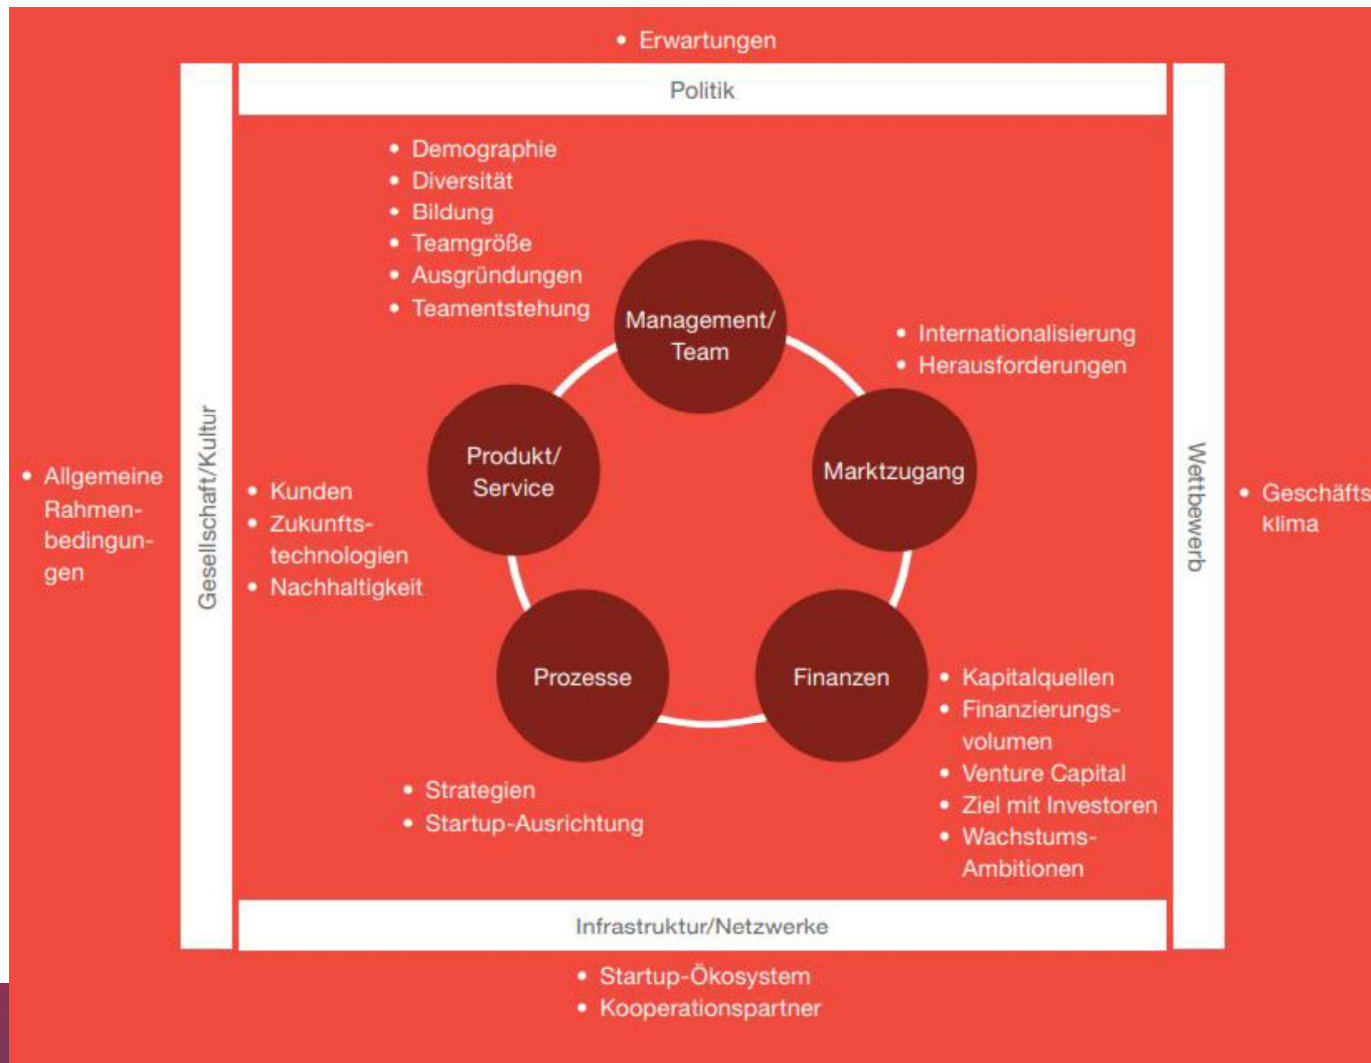 • Erwartungen
Politik
• Demographie
• Diversität
• Bildung
• Teamgröße
• Ausgründungen
• Teamentstehung
Management/
Team
• Internationalisierung
• Herausforderungen
Produkt/
Service
Marktzugang
• Allgemeine
Rahmen-
bedingun-
gen
Gesellschaft/Kultur
• Kunden
• Zukunfts-
technologien
• Nachhaltigkeit
Wettbewerb
• Geschäfts
klima
Prozesse
Finanzen
• Kapitalquellen
• Finanzierungs-
volumen
• Venture Capital
• Ziel mit Investoren
• Wachstums-
Ambitionen
• Strategien
• Startup-Ausrichtung
Infrastruktur/Netzwerke
• Startup-Ökosystem
• Kooperationspartner